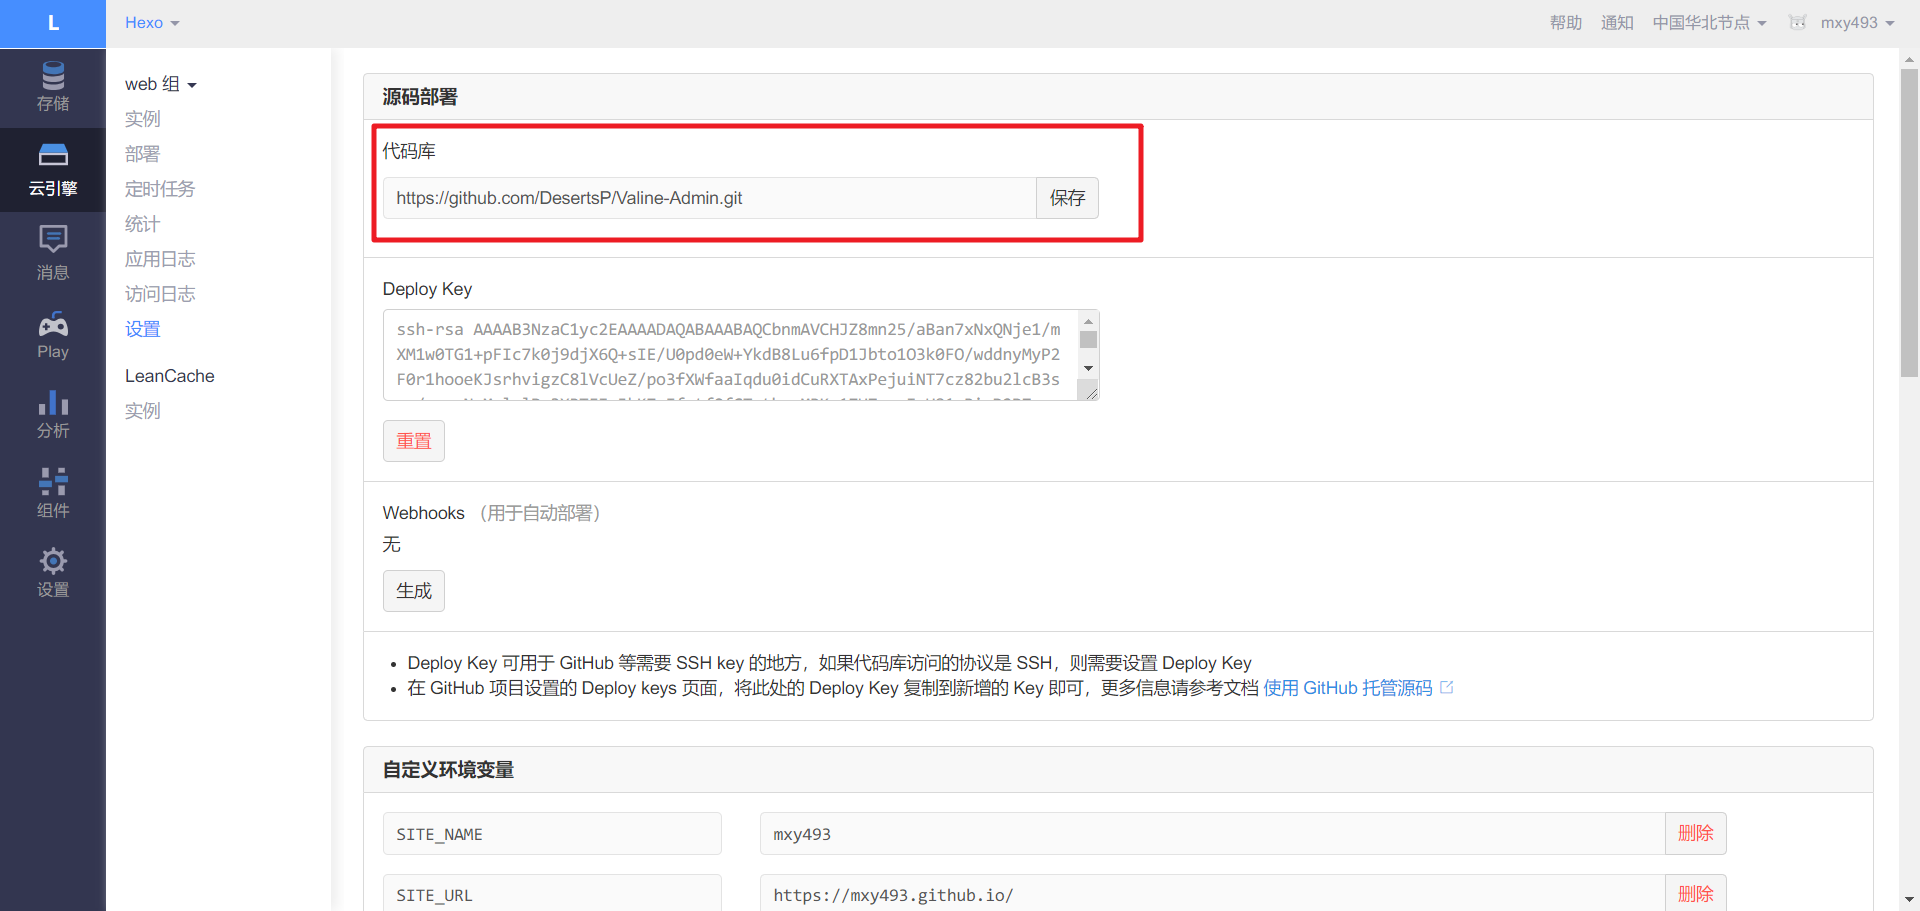 L
Hexo
帮助 通知 中国华北节点 mxy493
存储
云引擎
消息
Play
分析
组件
设置
web 组
实例
部署
定时任务
统计
应用日志
访问日志
设置
LeanCache
实例
源码部署
代码库
https://github.com/DesertsP/Valine-Admin.git 保存
Deploy Key
ssh-rsa AAAAB3NzaC1yc2EAAAADAQABAAABAQCbnmAVCHJZ8mn25/aBan7xNxQNje1/m
XM1w0TG1+pFIc7k0j9djX6Q+sIE/U0pd0eW+YkdB8Lu6fpD1Jbto1O3k0FO/wddnyMyP2
F0r1hooeKJsrhvigzC8lVcUeZ/po3fXWfaaIqdu0idCuRXTAxPejuiNT7cz82bu2lcB3s
重置
Webhooks （用于自动部署）
无
生成
Deploy Key 可用于 GitHub 等需要 SSH key 的地方，如果代码库访问的协议是 SSH，则需要设置 Deploy Key
在 GitHub 项目设置的 Deploy keys 页面，将此处的 Deploy Key 复制到新增的 Key 即可，更多信息请参考文档 使用 GitHub 托管源码
自定义环境变量
SITE_NAME mxy493 删除
SITE_URL https://mxy493.github.io/ 删除